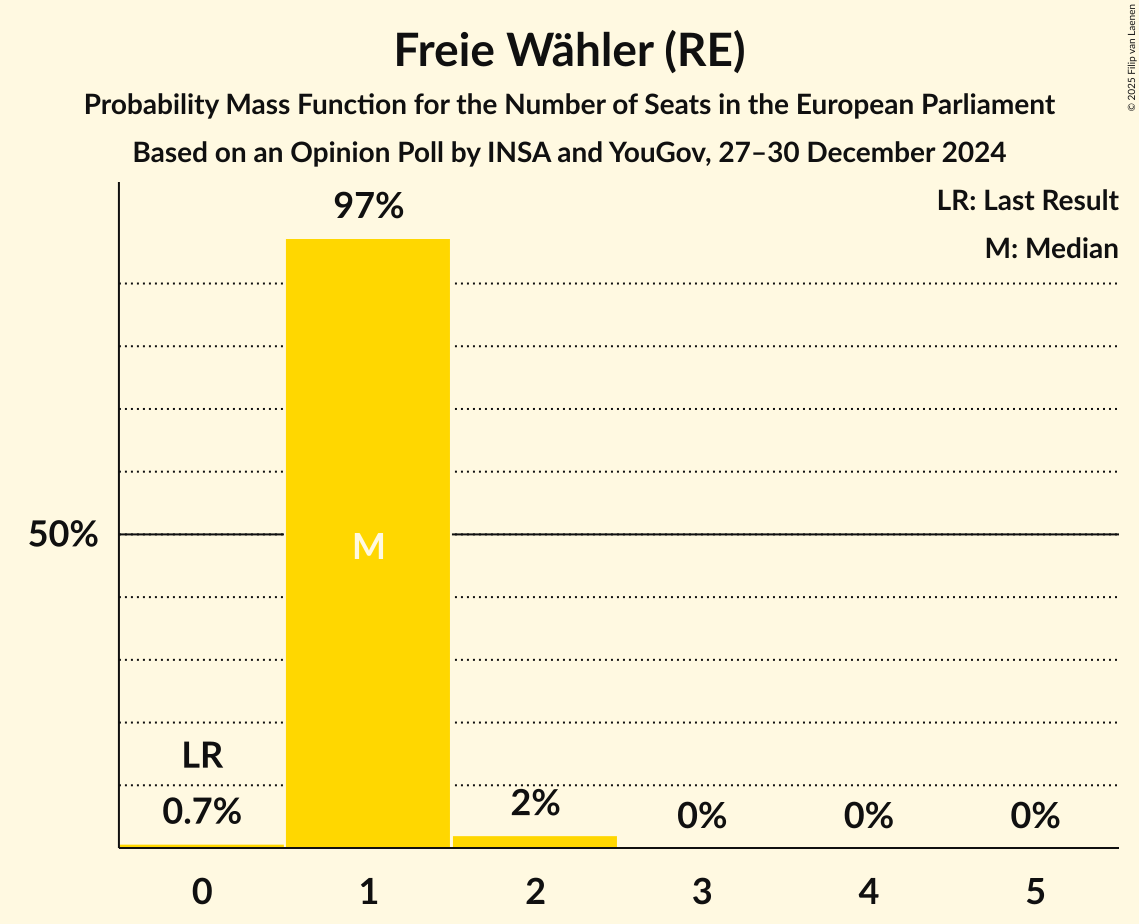 Freie Wähler (RE)
Probability Mass Function for the Number of Seats in the European Parliament
Based on an Opinion Poll by INSA and YouGov, 27–30 December 2024
© 2025 Filip van Laenen
LR: Last Result
M: Median
97%
50%
M
LR
0.7%
2%
0%
0%
0%
0
1
2
3
4
5